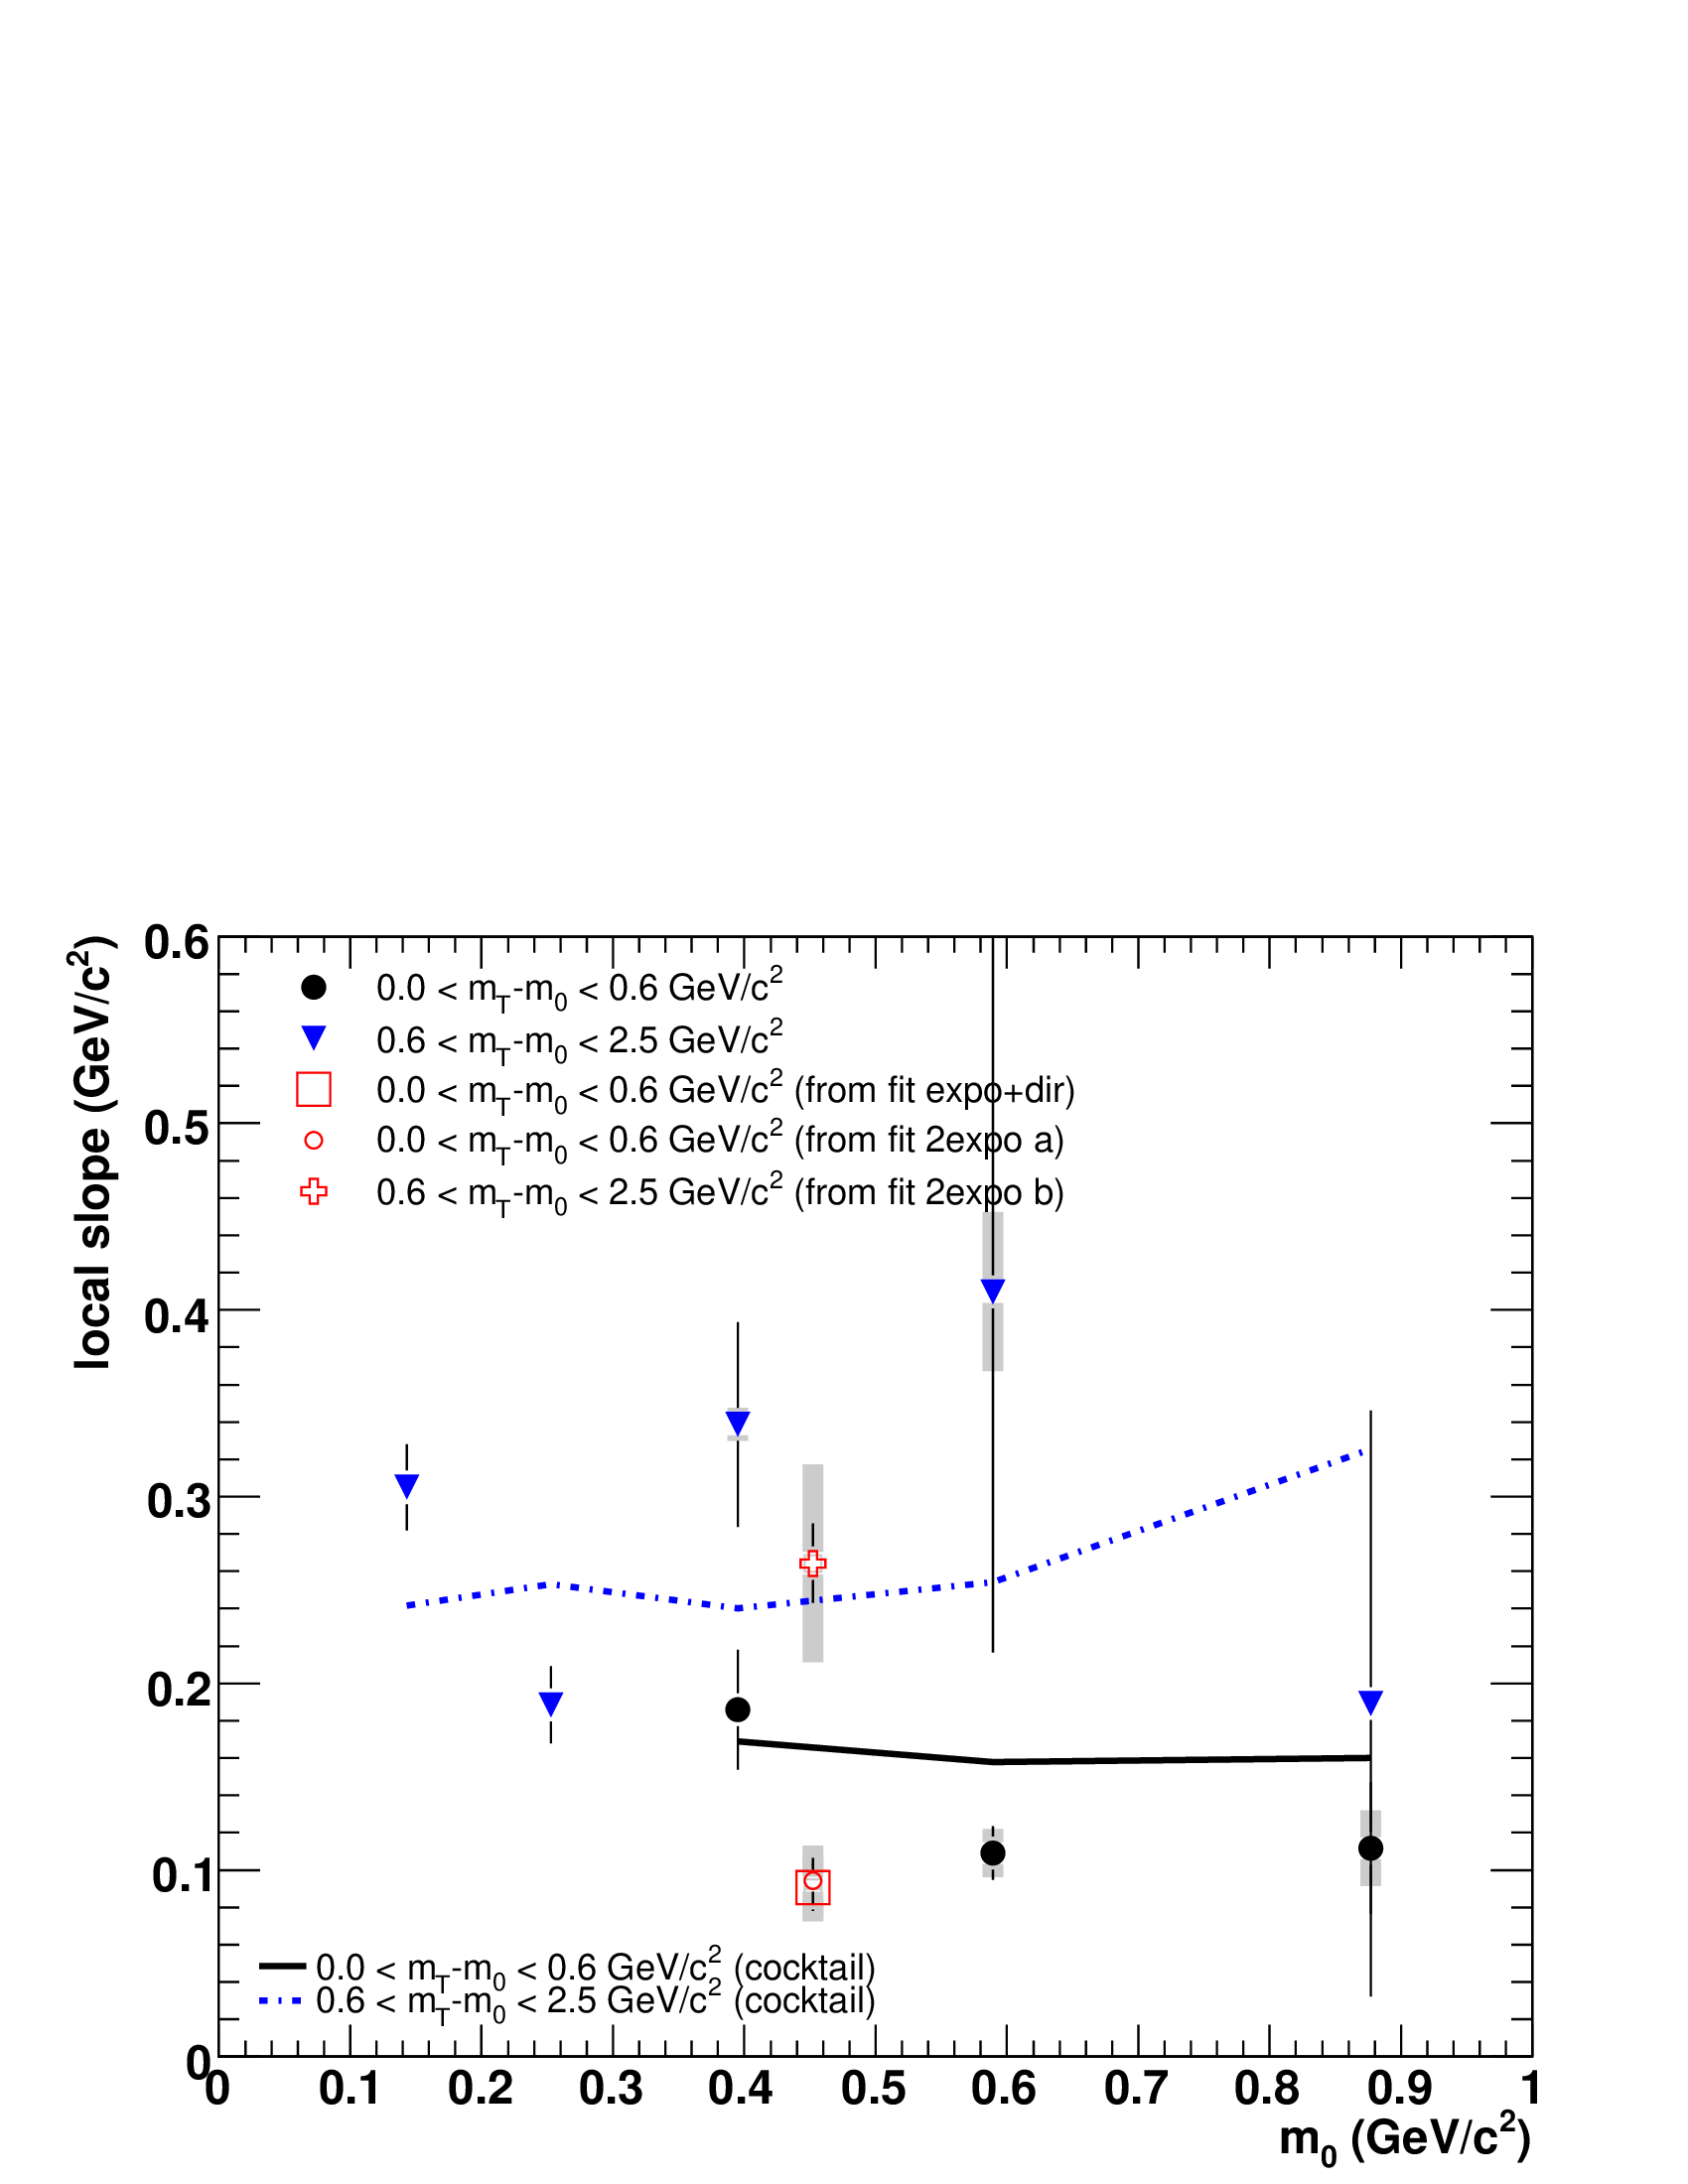 local slope (GeV/c²)
0.6
0.5
0.4
0.3
0.2
0.1
0
0.0 < m_T-m_0 < 0.6 GeV/c²
0.6 < m_T-m_0 < 2.5 GeV/c²
0.0 < m_T-m_0 < 0.6 GeV/c² (from fit expo+dir)
0.0 < m_T-m_0 < 0.6 GeV/c² (from fit 2expo a)
0.6 < m_T-m_0 < 2.5 GeV/c² (from fit 2expo b)
0.0 < m_T-m_0 < 0.6 GeV/c² (cocktail)
0.6 < m_T-m_0 < 2.5 GeV/c² (cocktail)
0 0.1 0.2 0.3 0.4 0.5 0.6 0.7 0.8 0.9 1
m_0 (GeV/c²)